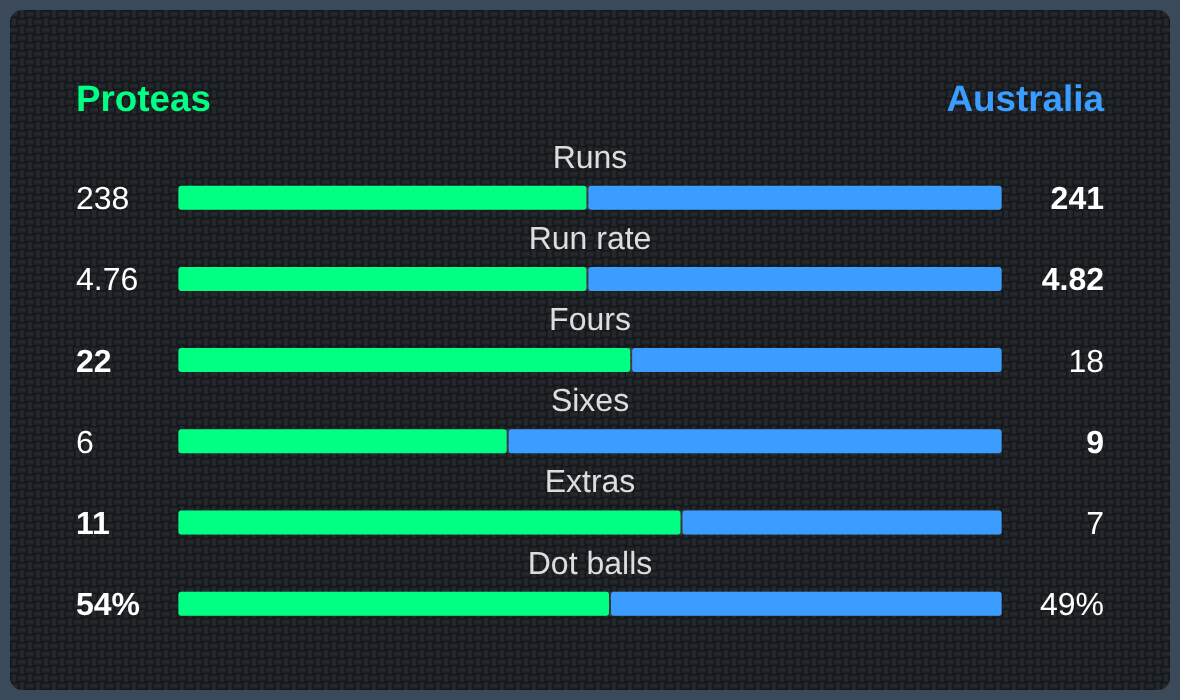 Proteas Australia
Runs
238 241
Run rate
4.76 4.82
Fours
22 18
Sixes
6 9
Extras
11 7
Dot balls
54% 49%